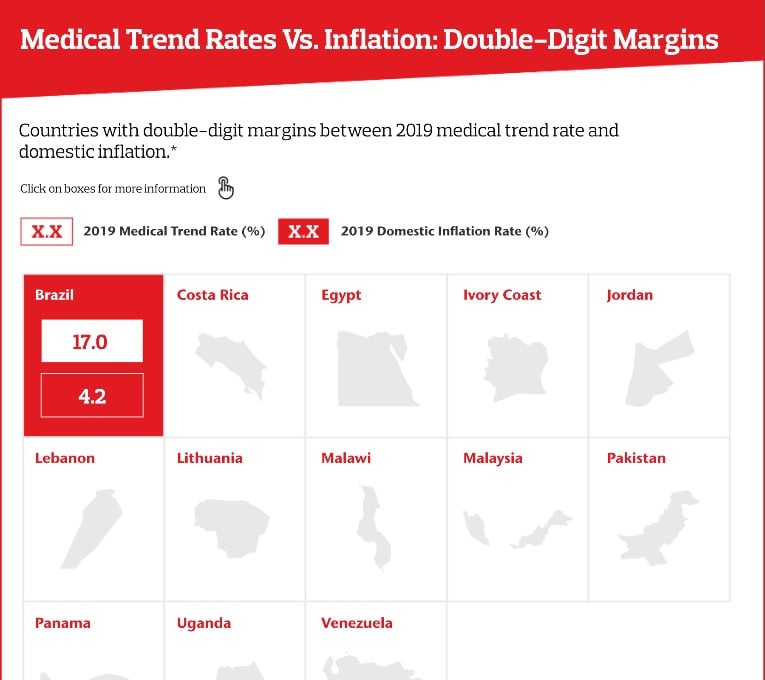 Medical Trend Rates Vs. Inflation: Double-Digit Margins
Countries with double-digit margins between 2019 medical trend rate and
domestic inflation.*
Click on boxes for more information
X.X 2019 Medical Trend Rate (%) X.X 2019 Domestic Inflation Rate (%)
Brazil Costa Rica Egypt Ivory Coast Jordan
17.0
4.2
Lebanon Lithuania Malawi Malaysia Pakistan
Panama Uganda Venezuela